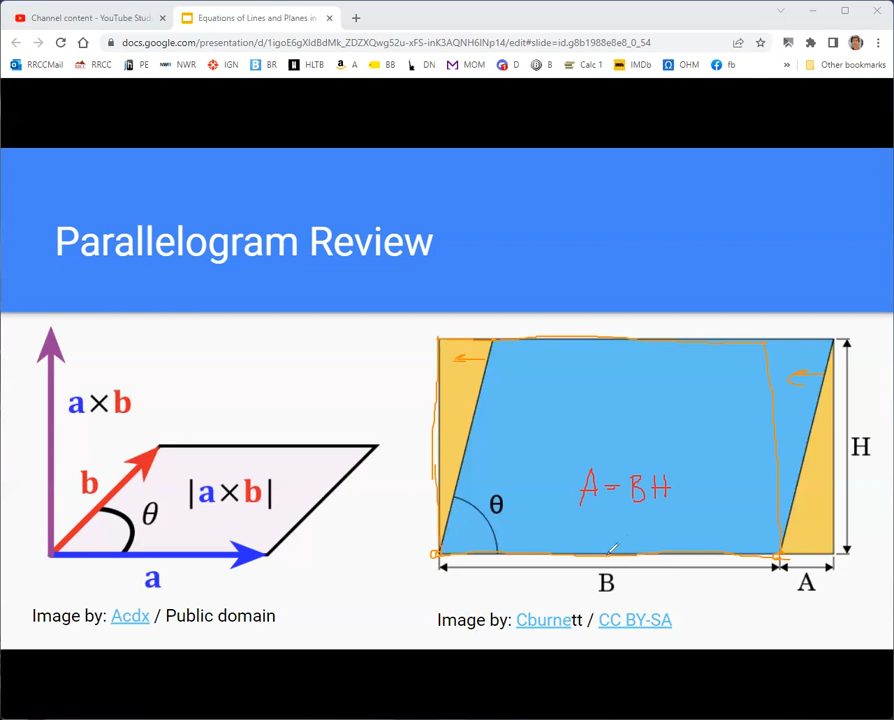 Channel content - YouTube Stud
Equations of Lines and Planes in
docs.google.com/presentation/d/1igoE6gXldBdMk_ZDZXQwg52u-xFS-inK3AQNH6INp14/edit#slide=id.g8b1988e8e8_0_54
RRCCMail RRCC PE NWR IGN BR HLTB A BB DN MOM D B Calc 1 IMDb OHM fb » Other bookmarks
Parallelogram Review
a×b
b
θ
|a×b|
a
θ
A = BH
H
B
A
Image by: Acdx / Public domain
Image by: Cburnett / CC BY-SA